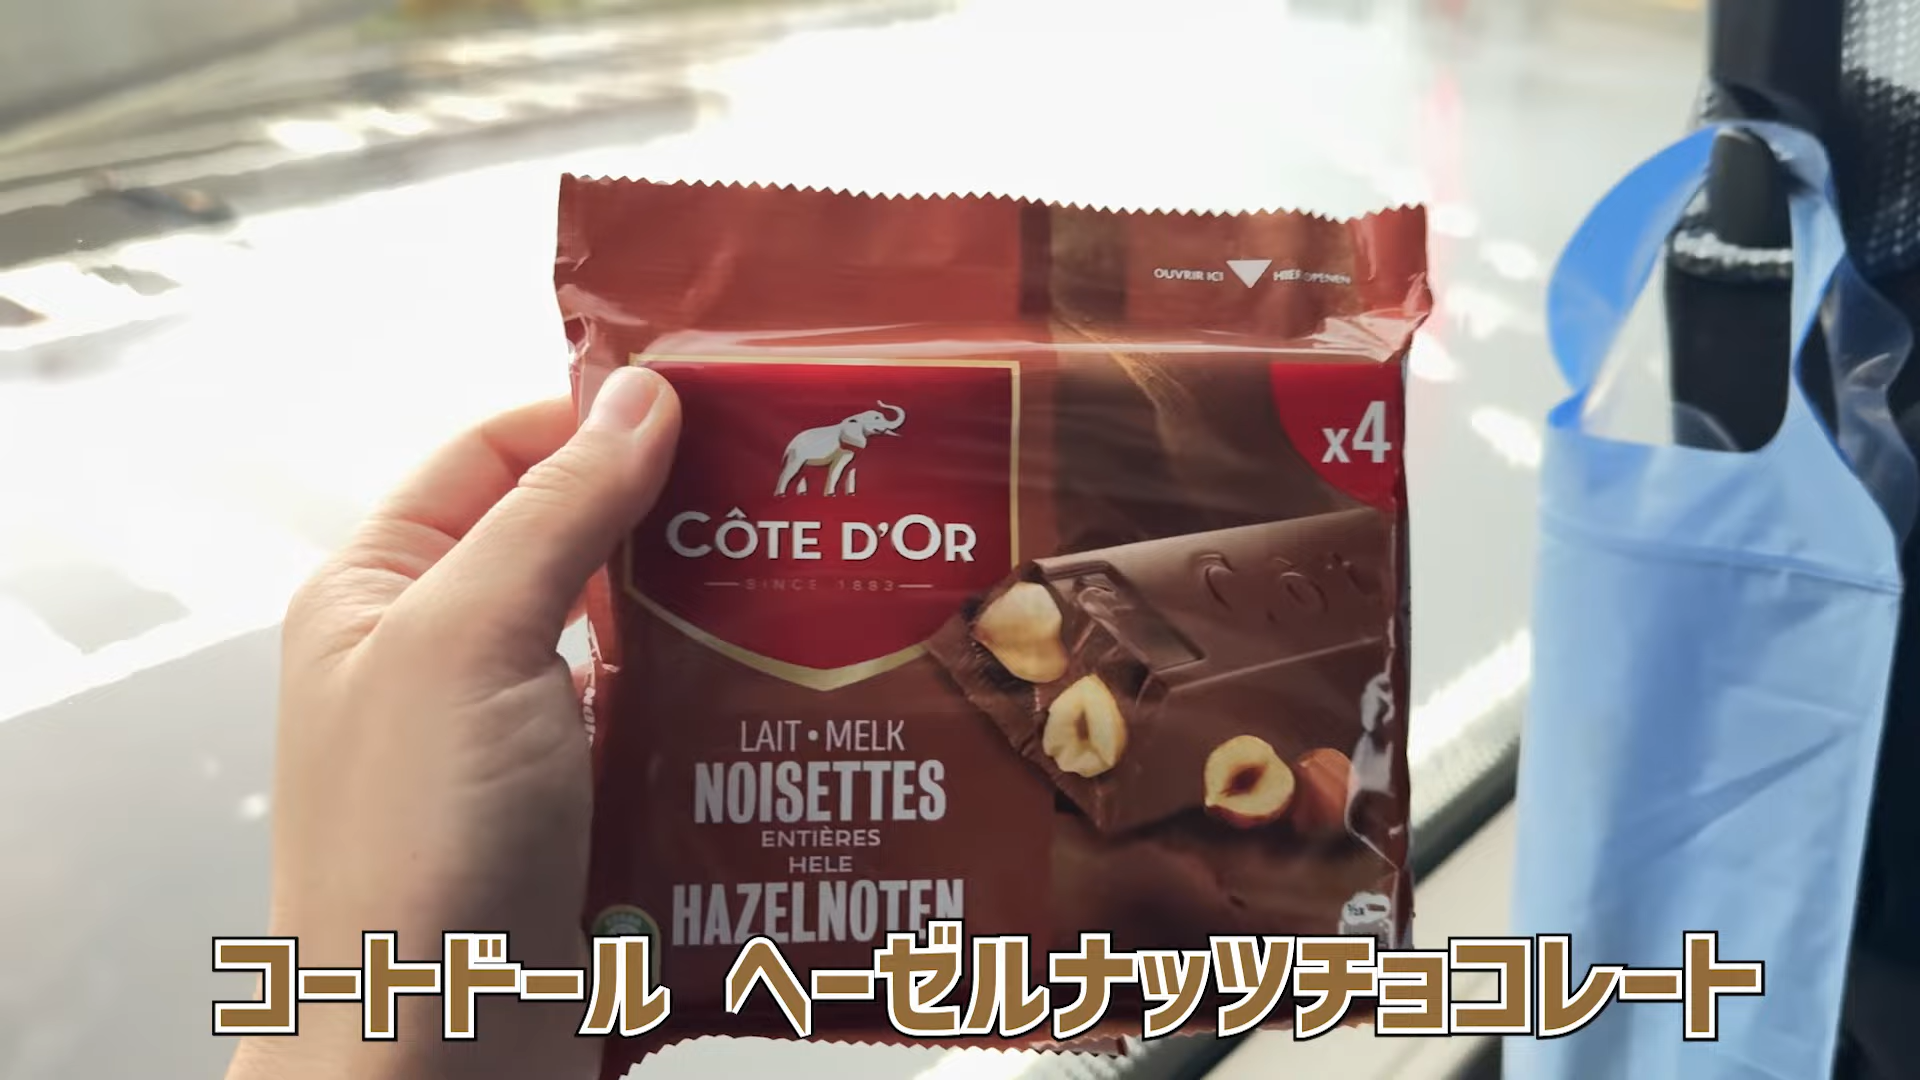 OUVRIR ICI HIER OPENEN
x4
CÔTE D'OR
SINCE 1883
LAIT • MELK
NOISETTES
ENTIÈRES
HELE
HAZELNOTEN
コートドール ヘーゼルナッツチョコレート